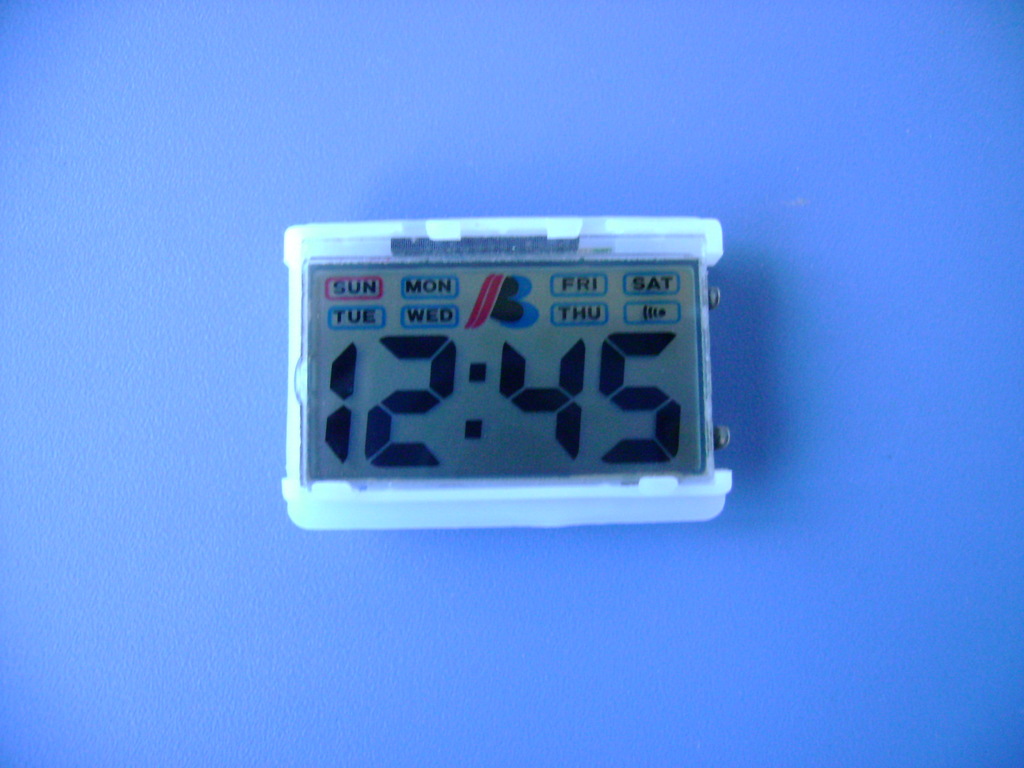 SUN MON B FRI SAT
TUE WED THU
12:45